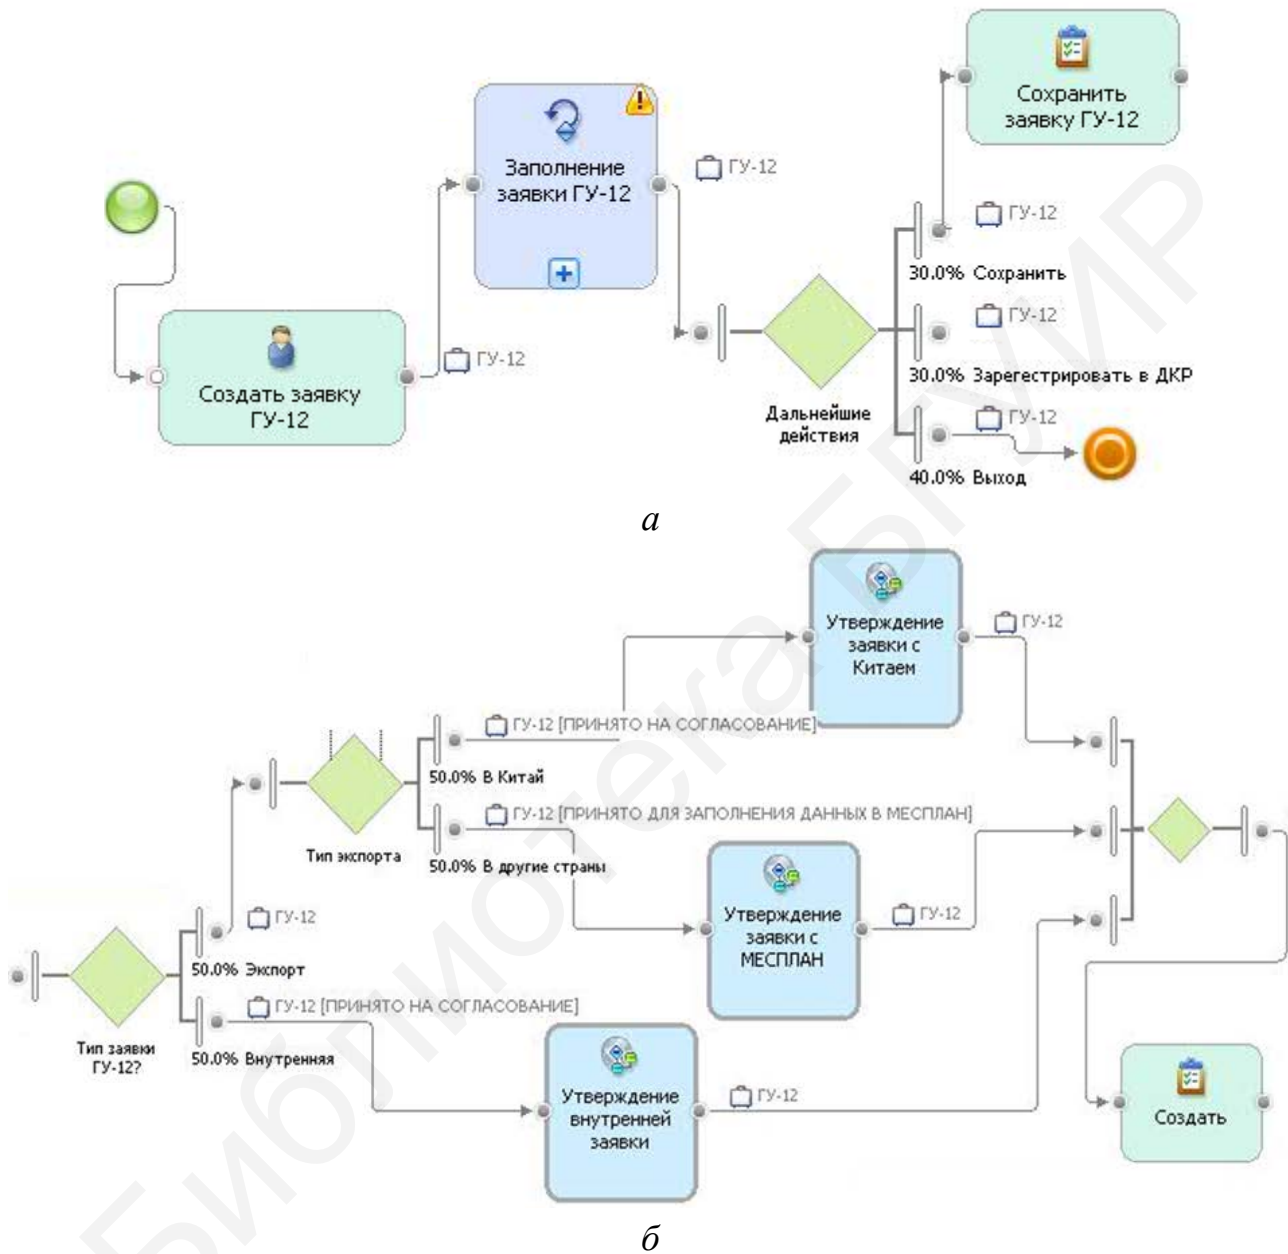 Сохранить
заявку ГУ-12
Заполнение
заявки ГУ-12
ГУ-12
ГУ-12
30.0% Сохранить
ГУ-12
Создать заявку
ГУ-12
ГУ-12
30.0% Зарегестрировать в ДКР
Дальнейшие
действия
ГУ-12
40.0% Выход
а
Утверждение
заявки с
Китаем
ГУ-12
ГУ-12 [ПРИНЯТО НА СОГЛАСОВАНИЕ]
50.0% В Китай
ГУ-12 [ПРИНЯТО ДЛЯ ЗАПОЛНЕНИЯ ДАННЫХ В МЕСПЛАН]
Тип экспорта
50.0% В другие страны
Утверждение
заявки с
МЕСПЛАН
ГУ-12
ГУ-12
50.0% Экспорт
ГУ-12 [ПРИНЯТО НА СОГЛАСОВАНИЕ]
Тип заявки
ГУ-12?
50.0% Внутренняя
Утверждение
внутренней
заявки
ГУ-12
Создать
б
Библиотека БГУИР